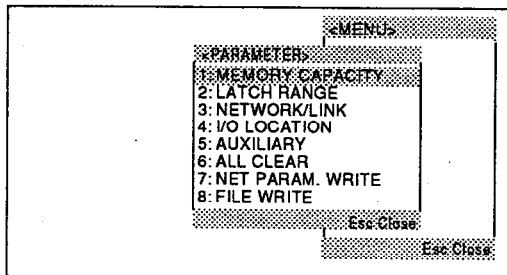 <MENU>
<PARAMETER>
1: MEMORY CAPACITY
2: LATCH RANGE
3: NETWORK/LINK
4: I/O LOCATION
5: AUXILIARY
6: ALL CLEAR
7: NET PARAM. WRITE
8: FILE WRITE
Esc:Close
Esc:Close